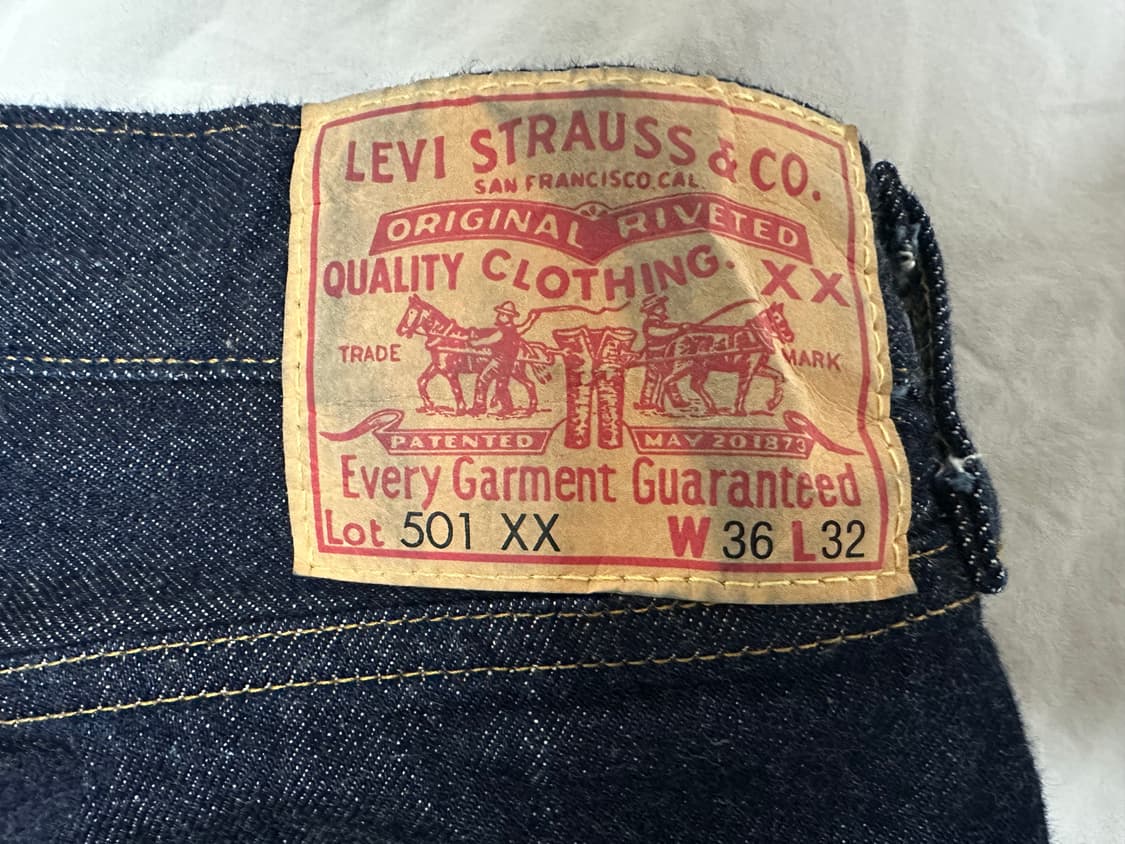 LEVI STRAUSS & CO.
SAN FRANCISCO, CAL
ORIGINAL RIVETED
QUALITY CLOTHING. XX
TRADE MARK
PATENTED MAY 20 1873
Every Garment Guaranteed
Lot 501 XX W 36 L 32